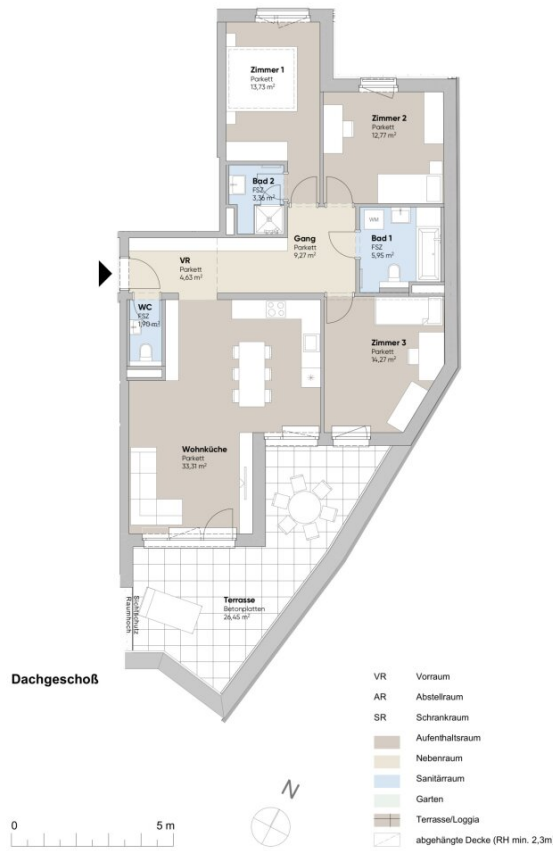 Zimmer 1
Parkett
13,73 m²
Zimmer 2
Parkett
12,77 m²
Bad 2
FSZ
3,36 m²
WM
Gang
Parkett
9,27 m²
Bad 1
FSZ
5,95 m²
VR
Parkett
4,63 m²
WC
FSZ
1,90 m²
Zimmer 3
Parkett
14,27 m²
Wohnküche
Parkett
33,31 m²
Terrasse
Betonplatten
26,45 m²
Sichtschutz
Raumhoch
Dachgeschoß
VR Vorraum
AR Abstellraum
SR Schrankraum
Aufenthaltsraum
Nebenraum
Sanitärraum
Garten
Terrasse/Loggia
abgehängte Decke (RH min. 2,3m
N
0 5 m